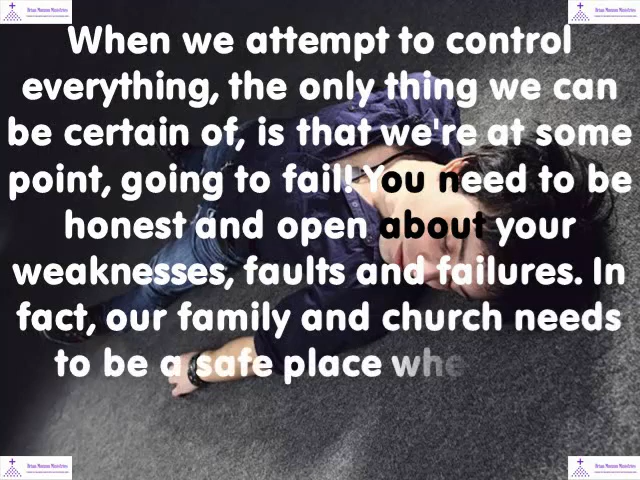 When we attempt to control
everything, the only thing we can
be certain of, is that we're at some
point, going to fail! You need to be
honest and open about your
weaknesses, faults and failures. In
fact, our family and church needs
to be a safe place whe